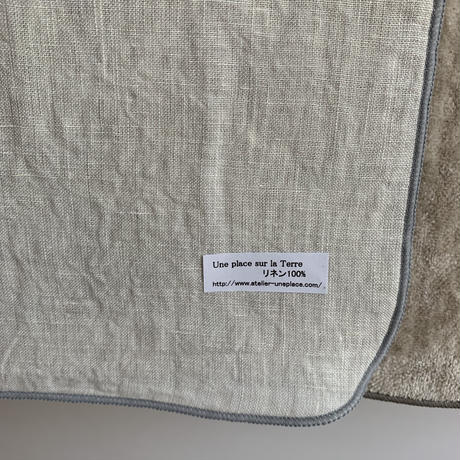 Une place sur la Terre
リネン100%
http://www.atelier-uneplace.com/